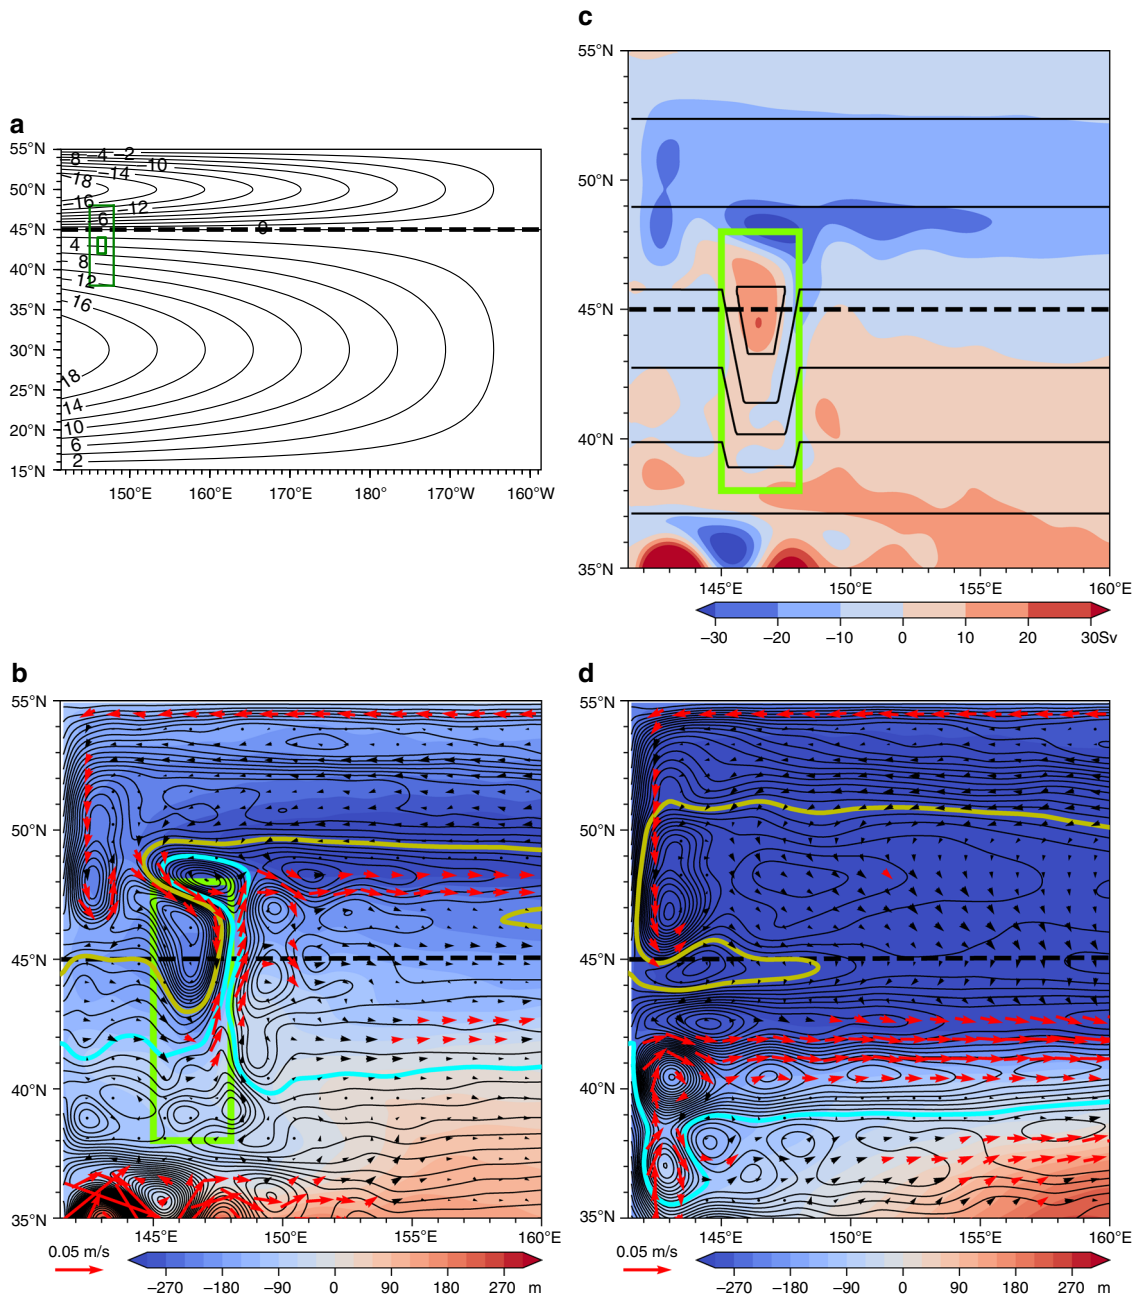 a
55°N
50°N
45°N
40°N
35°N
30°N
25°N
20°N
15°N
150°E
160°E
170°E
180°
170°W
160°W
8
-4
-2
-10
-14
18
16
-12
6
0
4
8
12
16
18
14
10
6
2
c
55°N
50°N
45°N
40°N
35°N
145°E
150°E
155°E
160°E
-30
-20
-10
0
10
20
30Sv
b
55°N
50°N
45°N
40°N
35°N
145°E
150°E
155°E
160°E
0.05 m/s
-270
-180
-90
0
90
180
270
m
d
55°N
50°N
45°N
40°N
35°N
145°E
150°E
155°E
160°E
0.05 m/s
-270
-180
-90
0
90
180
270
m